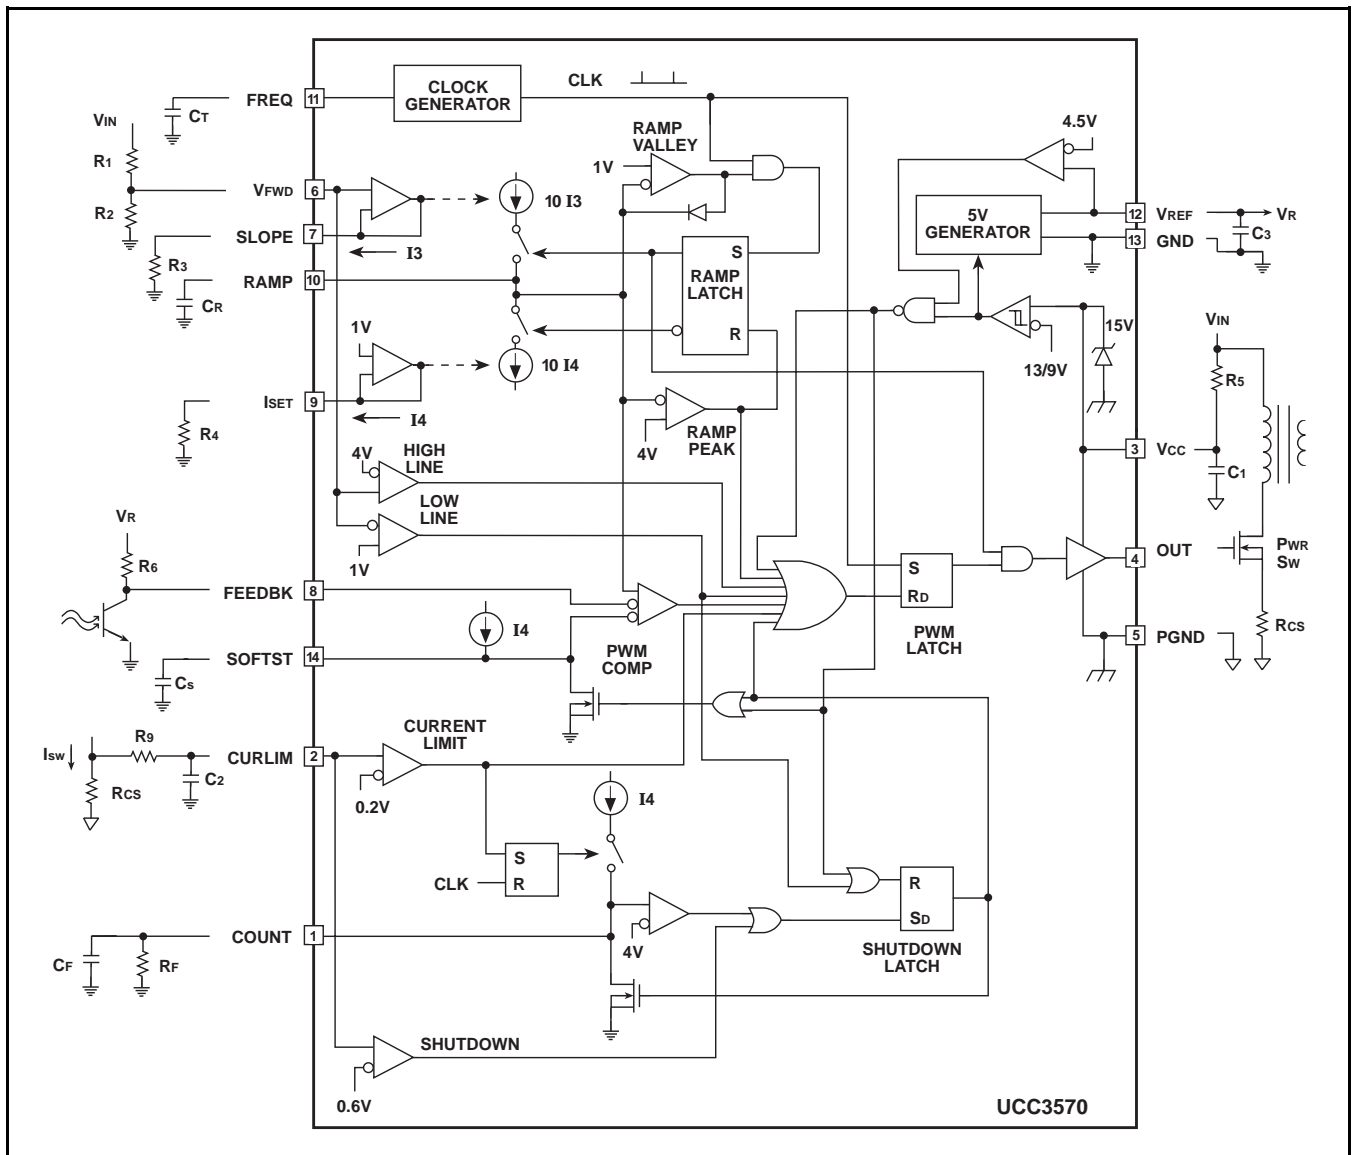 CLOCK GENERATOR
CLK
FREQ
11
CT
VIN
R1
R2
VFWD
6
SLOPE
7
I3
R3
CR
RAMP
10
10 I3
RAMP VALLEY
1V
S
RAMP LATCH
R
4.5V
5V GENERATOR
12
VREF
VR
13
GND
C3
15V
13/9V
1V
10 I4
ISET
9
I4
R4
RAMP PEAK
4V
4V
HIGH LINE
LOW LINE
1V
3
VCC
VIN
R5
C1
4
OUT
PWR SW
RCS
5
PGND
VR
R6
FEEDBK
8
I4
SOFTST
14
CS
PWM COMP
S
RD
PWM LATCH
ISW
R9
RCS
C2
CURLIM
2
CURRENT LIMIT
0.2V
I4
S
R
CLK
COUNT
1
CF
RF
4V
R
SD
SHUTDOWN LATCH
SHUTDOWN
0.6V
UCC3570